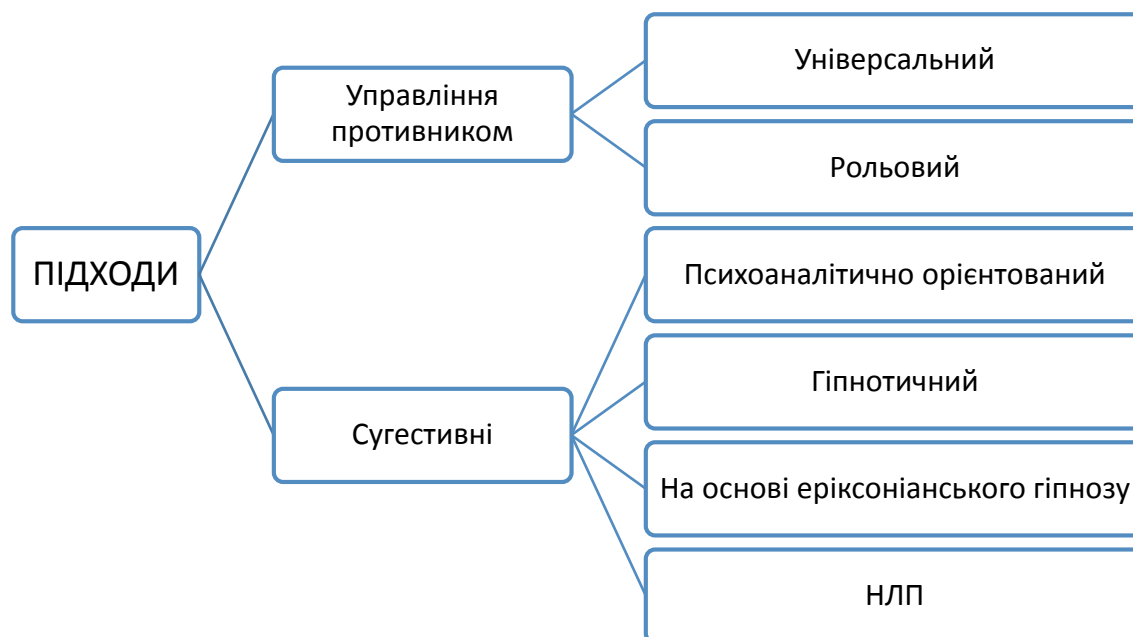 ПІДХОДИ
Управління
противником
Універсальний
Рольовий
Сугестивні
Психоаналітично орієнтований
Гіпнотичний
На основі еріксоніанського гіпнозу
НЛП